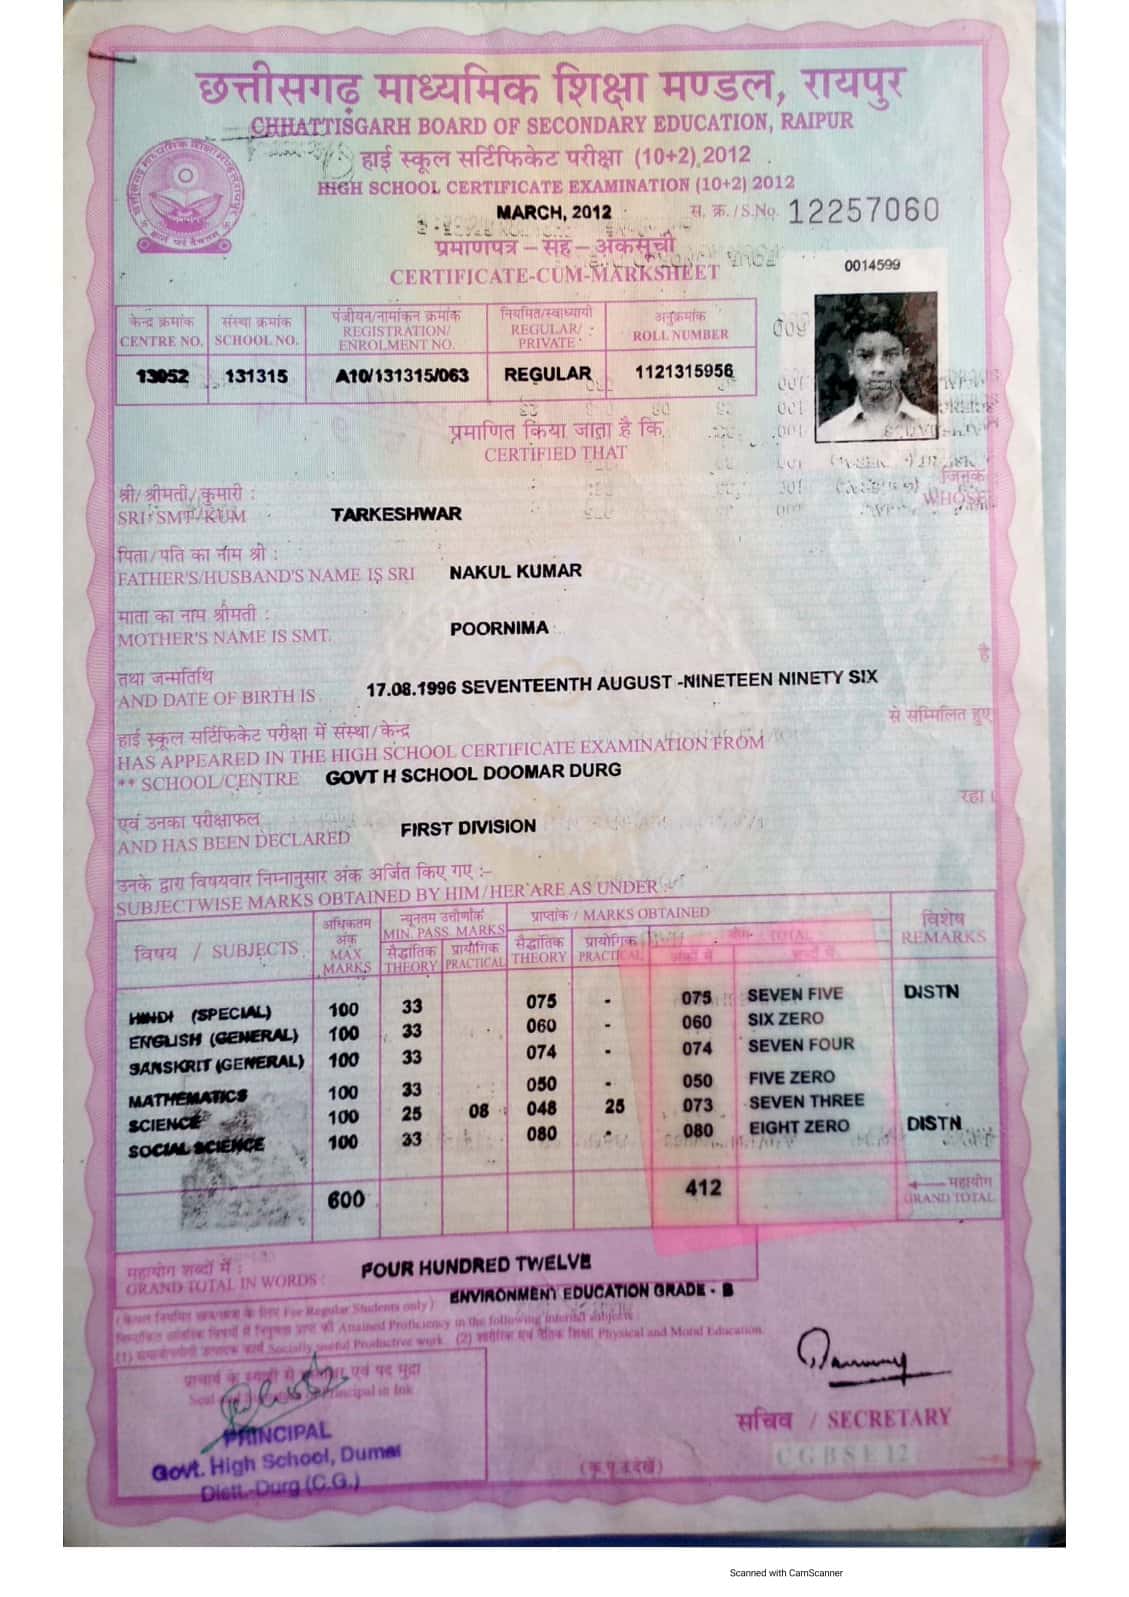 छत्तीसगढ़ माध्यमिक शिक्षा मण्डल, रायपुर
CHHATTISGARH BOARD OF SECONDARY EDUCATION, RAIPUR
हाई स्कूल सर्टिफिकेट परीक्षा (10+2) 2012
HIGH SCHOOL CERTIFICATE EXAMINATION (10+2) 2012
MARCH, 2012
स. क्र. / S.No. 12257060
प्रमाणपत्र – सह – अंकसूची
CERTIFICATE-CUM-MARKSHEET
0014599
केन्द्र क्रमांक संस्था क्रमांक पंजीयन/नामांकन क्रमांक नियमित/स्वाध्यायी अनुक्रमांक
CENTRE NO. SCHOOL NO. REGISTRATION/ ENROLMENT NO. REGULAR/ PRIVATE ROLL NUMBER
13052 131315 A10/131315/063 REGULAR 1121315956
प्रमाणित किया जाता है कि
CERTIFIED THAT
श्री/श्रीमती/कुमारी : जिनके
SRI/SMT/KUM TARKESHWAR WHOSE
पिता/पति का नाम श्री :
FATHER'S/HUSBAND'S NAME IS SRI NAKUL KUMAR
माता का नाम श्रीमती :
MOTHER'S NAME IS SMT. POORNIMA
तथा जन्मतिथि है
AND DATE OF BIRTH IS 17.08.1996 SEVENTEENTH AUGUST -NINETEEN NINETY SIX
हाई स्कूल सर्टिफिकेट परीक्षा में संस्था/केन्द्र से सम्मिलित हुए
HAS APPEARED IN THE HIGH SCHOOL CERTIFICATE EXAMINATION FROM
** SCHOOL/CENTRE GOVT H SCHOOL DOOMAR DURG
एवं उनका परीक्षाफल रहा।
AND HAS BEEN DECLARED FIRST DIVISION
उनके द्वारा विषयवार निम्नानुसार अंक अर्जित किए गए :-
SUBJECTWISE MARKS OBTAINED BY HIM/HER ARE AS UNDER :-
विषय / SUBJECTS अधिकतम अंक MAX MARKS न्यूनतम उत्तीर्णांक MIN. PASS. MARKS प्राप्तांक / MARKS OBTAINED विशेष REMARKS
सैद्धांतिक THEORY प्रायोगिक PRACTICAL सैद्धांतिक THEORY प्रायोगिक PRACTICAL योग TOTAL अंकों में शब्दों में
HINDI (SPECIAL) 100 33 075 - 075 SEVEN FIVE DISTN
ENGLISH (GENERAL) 100 33 060 - 060 SIX ZERO
SANSKRIT (GENERAL) 100 33 074 - 074 SEVEN FOUR
MATHEMATICS 100 33 050 - 050 FIVE ZERO
SCIENCE 100 25 08 048 25 073 SEVEN THREE
SOCIAL SCIENCE 100 33 080 - 080 EIGHT ZERO DISTN
600 412 महायोग
GRAND TOTAL
महायोग शब्दों में :
GRAND TOTAL IN WORDS : FOUR HUNDRED TWELVE
ENVIRONMENT EDUCATION GRADE - B
For Regular Students only)
Attained Proficiency in the following internal subjects :
(1) समाजोपयोगी उत्पादक कार्य Socially useful Productive work. (2) शारीरिक एवं नैतिक शिक्षा Physical and Moral Education.
प्राचार्य के एवं पद मुद्रा
Principal in Ink
PRINCIPAL
Govt. High School, Dumar
Distt.-Durg (C.G.)
सचिव / SECRETARY
CGBSE 12
(कृ.पृ.उ.देखें)
Scanned with CamScanner